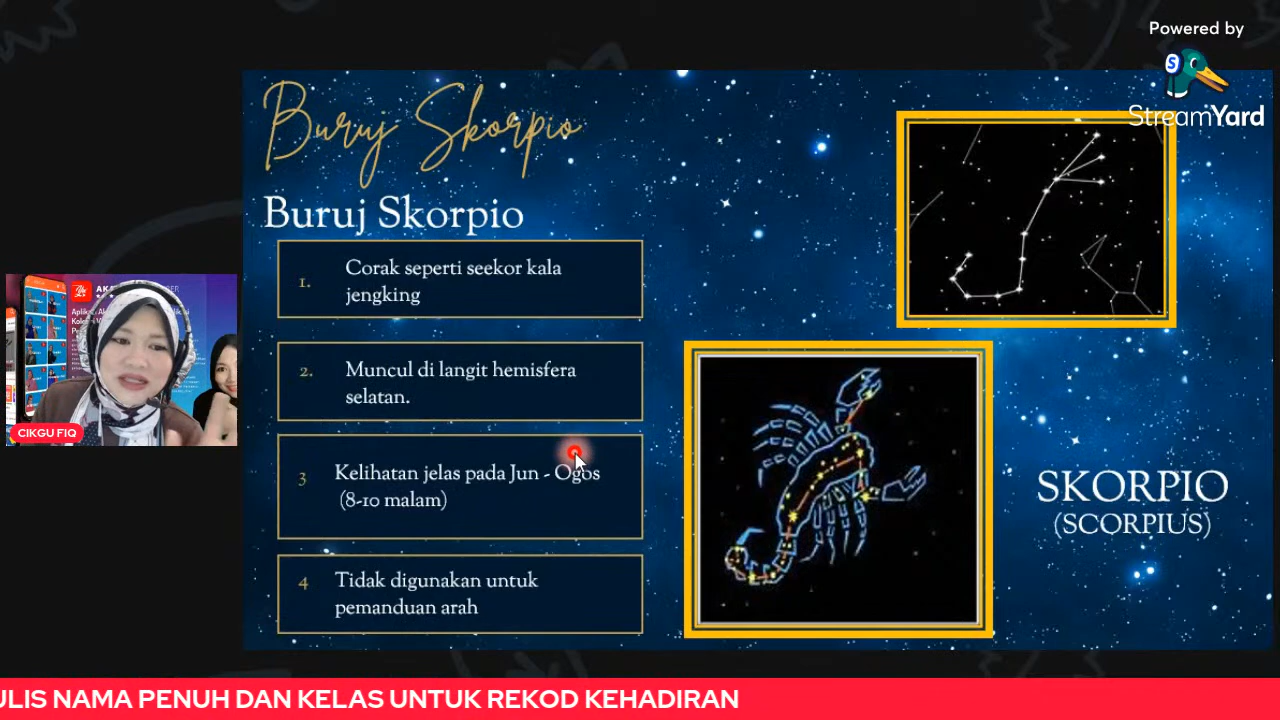 Powered by
StreamYard
Buruj Skorpio
Buruj Skorpio
1.
Corak seperti seekor kala
jengking
2.
Muncul di langit hemisfera
selatan.
3
Kelihatan jelas pada Jun - Ogos
(8-10 malam)
4
Tidak digunakan untuk
pemanduan arah
SKORPIO
(SCORPIUS)
CIKGU FIQ
ULIS NAMA PENUH DAN KELAS UNTUK REKOD KEHADIRAN